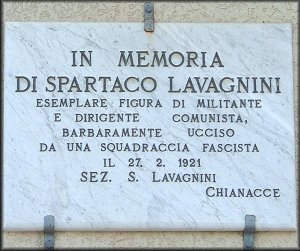 IN MEMORIA
DI SPARTACO LAVAGNINI
ESEMPLARE FIGURA DI MILITANTE
E DIRIGENTE COMUNISTA,
BARBARAMENTE UCCISO
DA UNA SQUADRACCIA FASCISTA
IL 27. 2. 1921
SEZ. S. LAVAGNINI
CHIANACCE